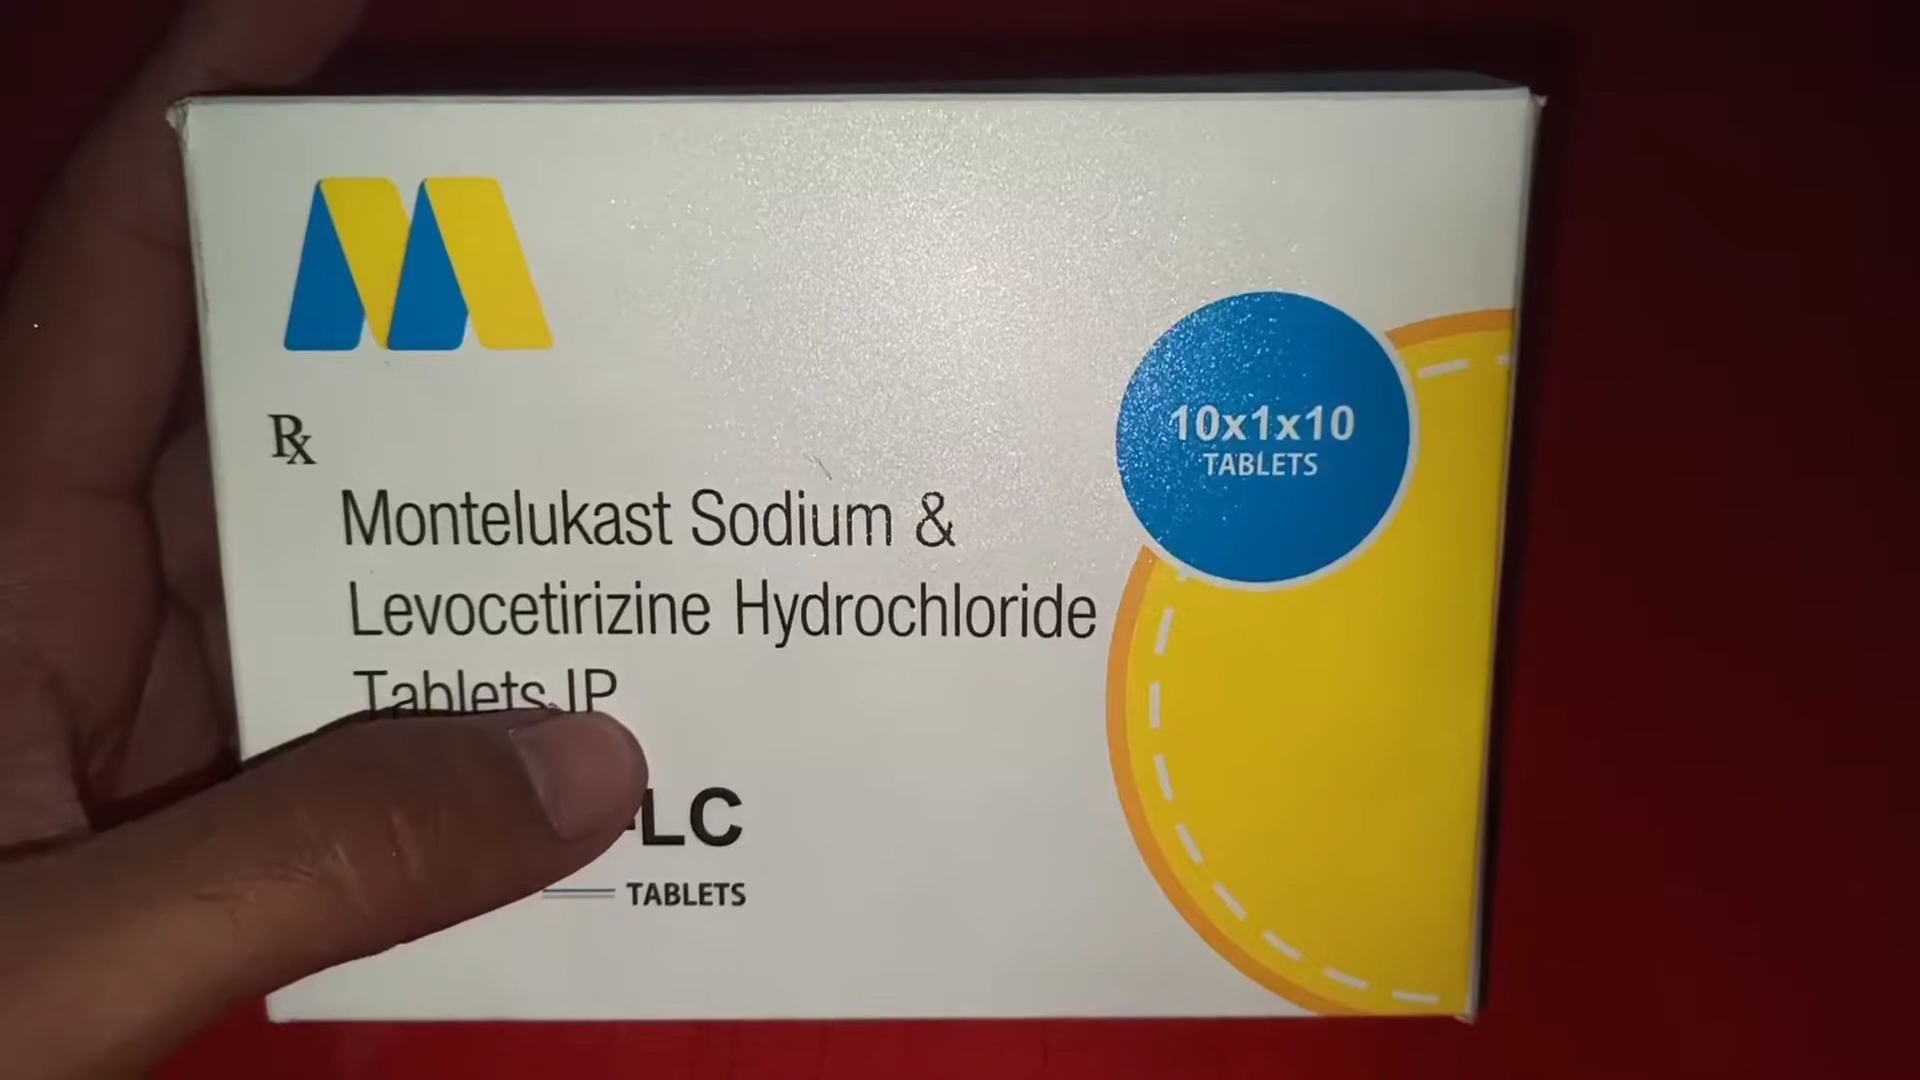 10x1x10
TABLETS
Rx
Montelukast Sodium &
Levocetirizine Hydrochloride
Tablets IP
-LC
TABLETS